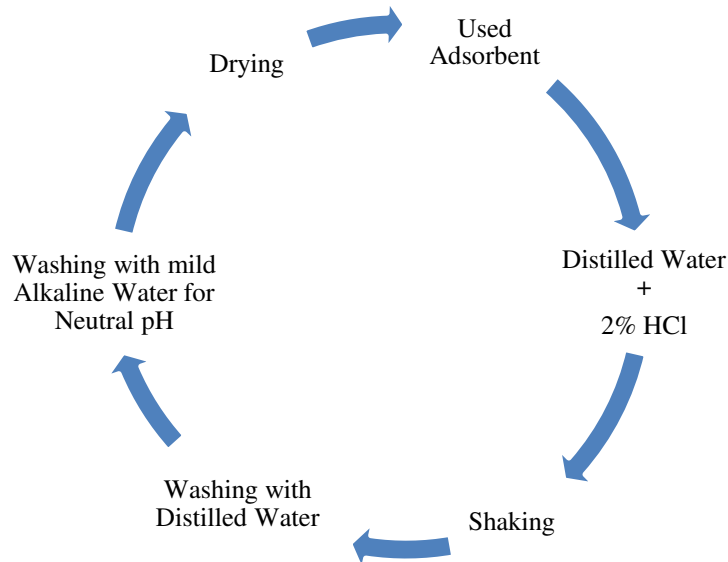 Used
Adsorbent
Distilled Water
+
2% HCl
Shaking
Washing with
Distilled Water
Washing with mild
Alkaline Water for
Neutral pH
Drying